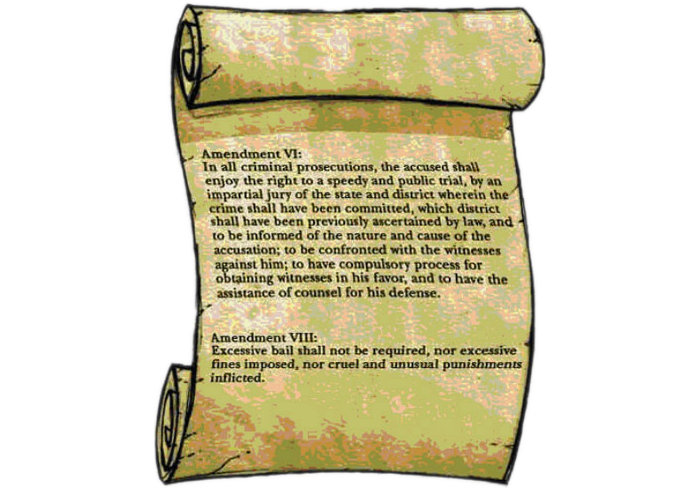 Amendment VI:
In all criminal prosecutions, the accused shall
enjoy the right to a speedy and public trial, by an
impartial jury of the state and district wherein the
crime shall have been committed, which district
shall have been previously ascertained by law, and
to be informed of the nature and cause of the
accusation; to be confronted with the witnesses
against him; to have compulsory process for
obtaining witnesses in his favor, and to have the
assistance of counsel for his defense.
Amendment VIII:
Excessive bail shall not be required, nor excessive
fines imposed, nor cruel and unusual punishments
inflicted.